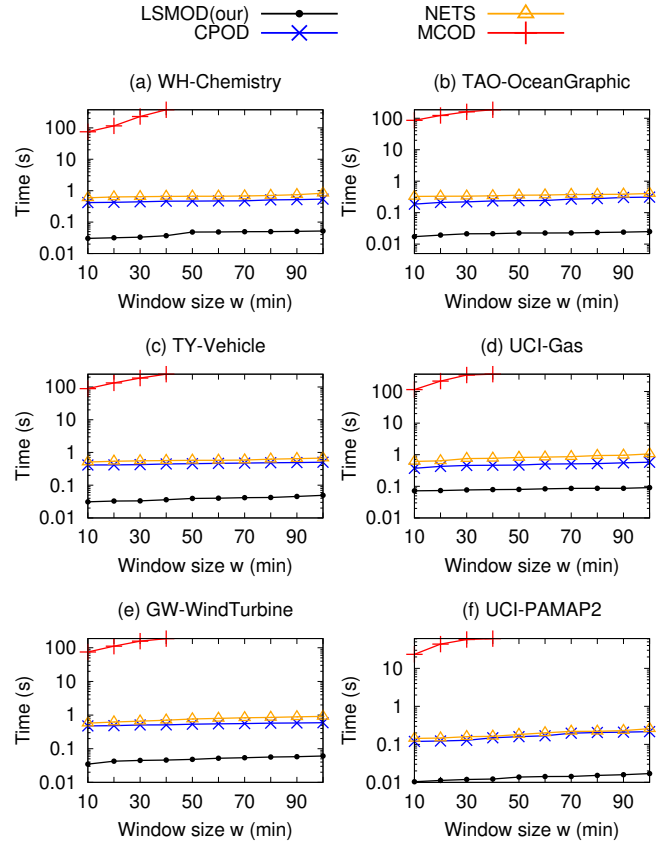 LSMOD(our)
CPOD
NETS
MCOD
(a) WH-Chemistry
Time (s)
100
10
1
0.1
0.01
10 30 50 70 90
Window size w (min)
(b) TAO-OceanGraphic
Time (s)
100
10
1
0.1
0.01
10 30 50 70 90
Window size w (min)
(c) TY-Vehicle
Time (s)
100
10
1
0.1
0.01
10 30 50 70 90
Window size w (min)
(d) UCI-Gas
Time (s)
100
10
1
0.1
0.01
10 30 50 70 90
Window size w (min)
(e) GW-WindTurbine
Time (s)
100
10
1
0.1
0.01
10 30 50 70 90
Window size w (min)
(f) UCI-PAMAP2
Time (s)
10
1
0.1
0.01
10 30 50 70 90
Window size w (min)